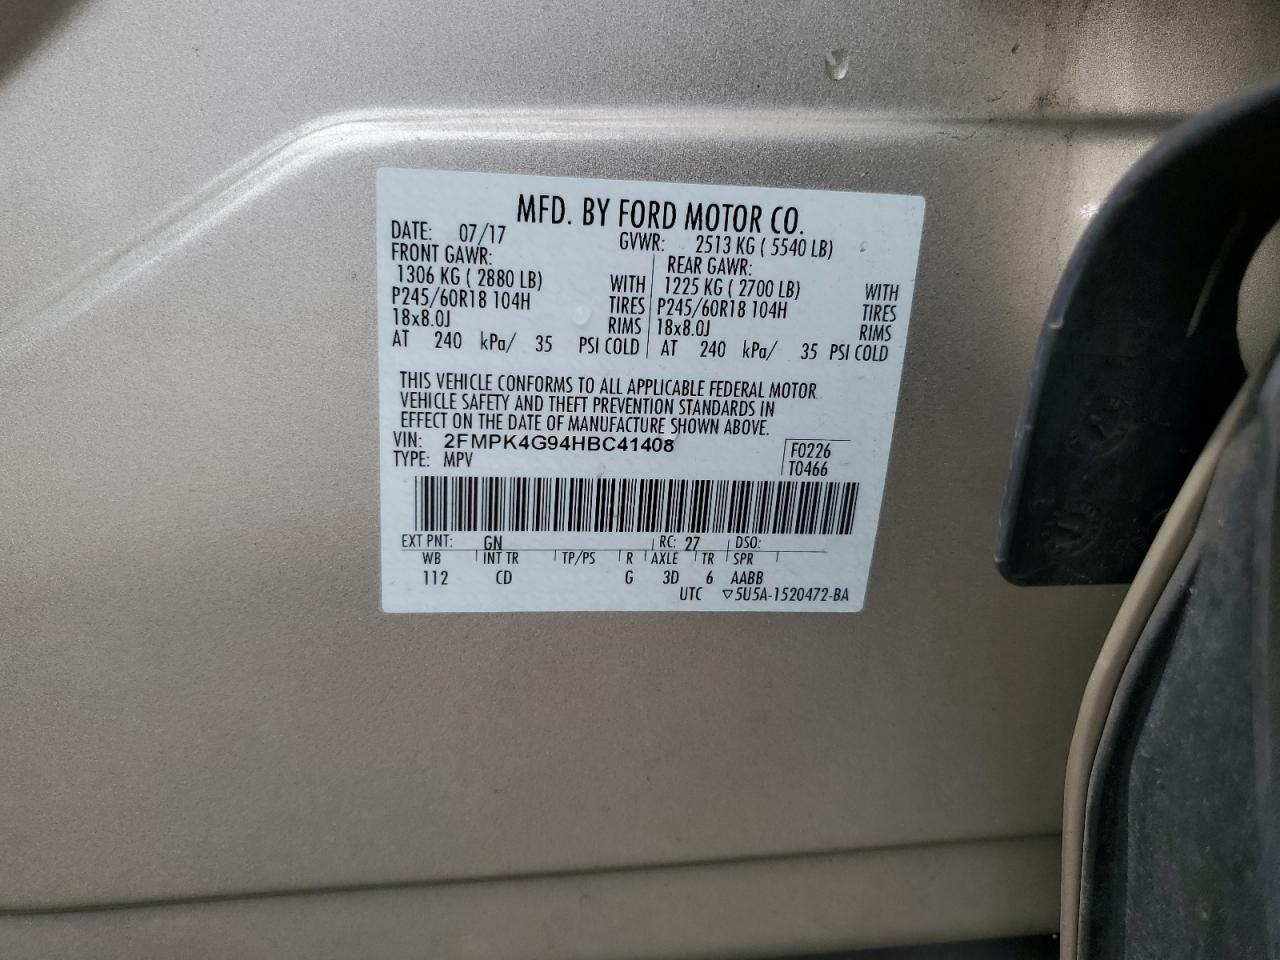 MFD. BY FORD MOTOR CO.
DATE: 07/17 GVWR: 2513 KG ( 5540 LB)
FRONT GAWR: REAR GAWR:
1306 KG ( 2880 LB) WITH 1225 KG ( 2700 LB) WITH
P245/60R18 104H TIRES P245/60R18 104H TIRES
18x8.0J RIMS 18x8.0J RIMS
AT 240 kPa/ 35 PSI COLD AT 240 kPa/ 35 PSI COLD
THIS VEHICLE CONFORMS TO ALL APPLICABLE FEDERAL MOTOR
VEHICLE SAFETY AND THEFT PREVENTION STANDARDS IN
EFFECT ON THE DATE OF MANUFACTURE SHOWN ABOVE.
VIN: 2FMPK4G94HBC41408 F0226
TYPE: MPV T0466
EXT PNT: GN RC: 27 DSO:
WB INT TR TP/PS R AXLE TR SPR
112 CD G 3D 6 AABB
UTC ▽5U5A-1520472-BA